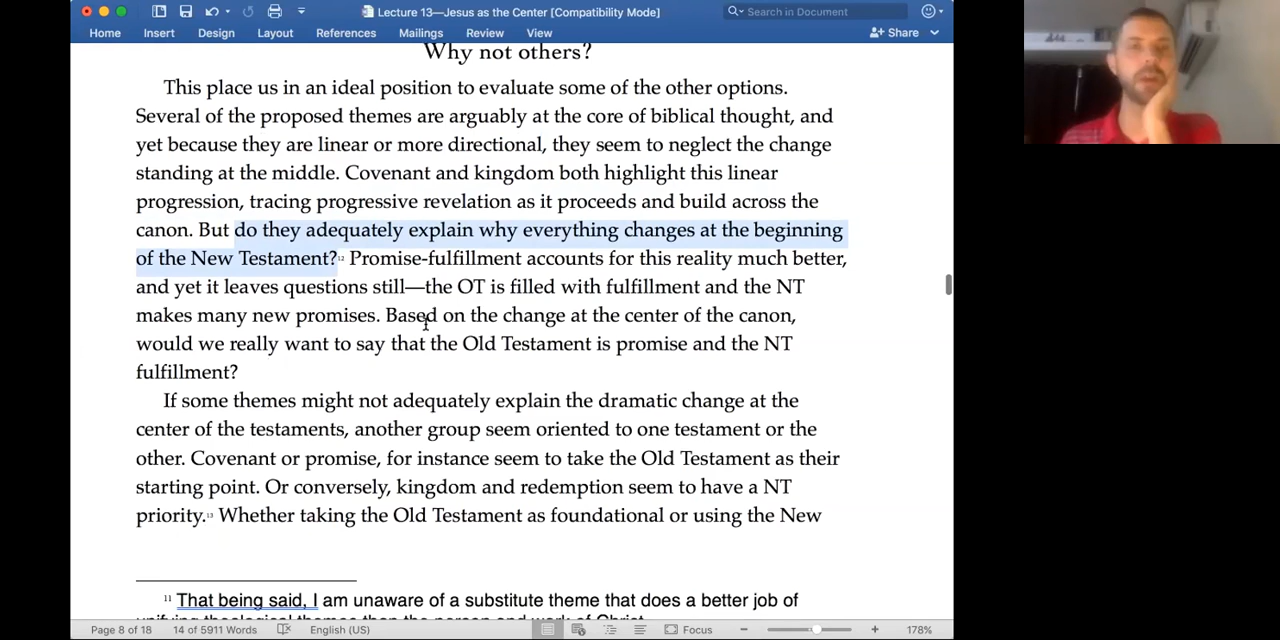 Lecture 13—Jesus as the Center [Compatibility Mode]
Search in Document
Home Insert Design Layout References Mailings Review View
Share
Why not others?
This place us in an ideal position to evaluate some of the other options.
Several of the proposed themes are arguably at the core of biblical thought, and
yet because they are linear or more directional, they seem to neglect the change
standing at the middle. Covenant and kingdom both highlight this linear
progression, tracing progressive revelation as it proceeds and build across the
canon. But do they adequately explain why everything changes at the beginning
of the New Testament?12 Promise-fulfillment accounts for this reality much better,
and yet it leaves questions still—the OT is filled with fulfillment and the NT
makes many new promises. Based on the change at the center of the canon,
would we really want to say that the Old Testament is promise and the NT
fulfillment?
If some themes might not adequately explain the dramatic change at the
center of the testaments, another group seem oriented to one testament or the
other. Covenant or promise, for instance seem to take the Old Testament as their
starting point. Or conversely, kingdom and redemption seem to have a NT
priority.13 Whether taking the Old Testament as foundational or using the New
11 That being said, I am unaware of a substitute theme that does a better job of
Page 8 of 18 14 of 5911 Words English (US) Focus 178%